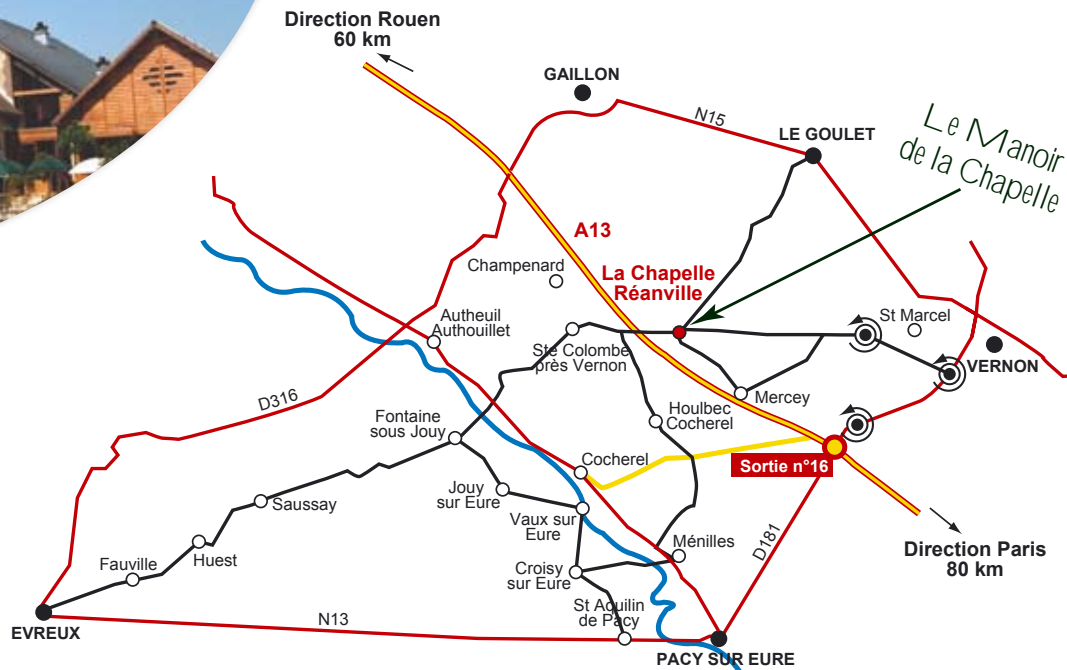 Direction Rouen
60 km
GAILLON
N15
LE GOULET
Le Manoir
de la Chapelle
A13
Champenard
La Chapelle
Réanville
St Marcel
Autheuil
Authouillet
Ste Colombe
près Vernon
VERNON
Mercey
D316
Fontaine
sous Jouy
Houlbec
Cocherel
Cocherel
Sortie n°16
Saussay
Jouy
sur Eure
Vaux sur
Eure
Huest
Fauville
Ménilles
D181
Direction Paris
80 km
Croisy
sur Eure
St Aquilin
de Pacy
N13
EVREUX
PACY SUR EURE